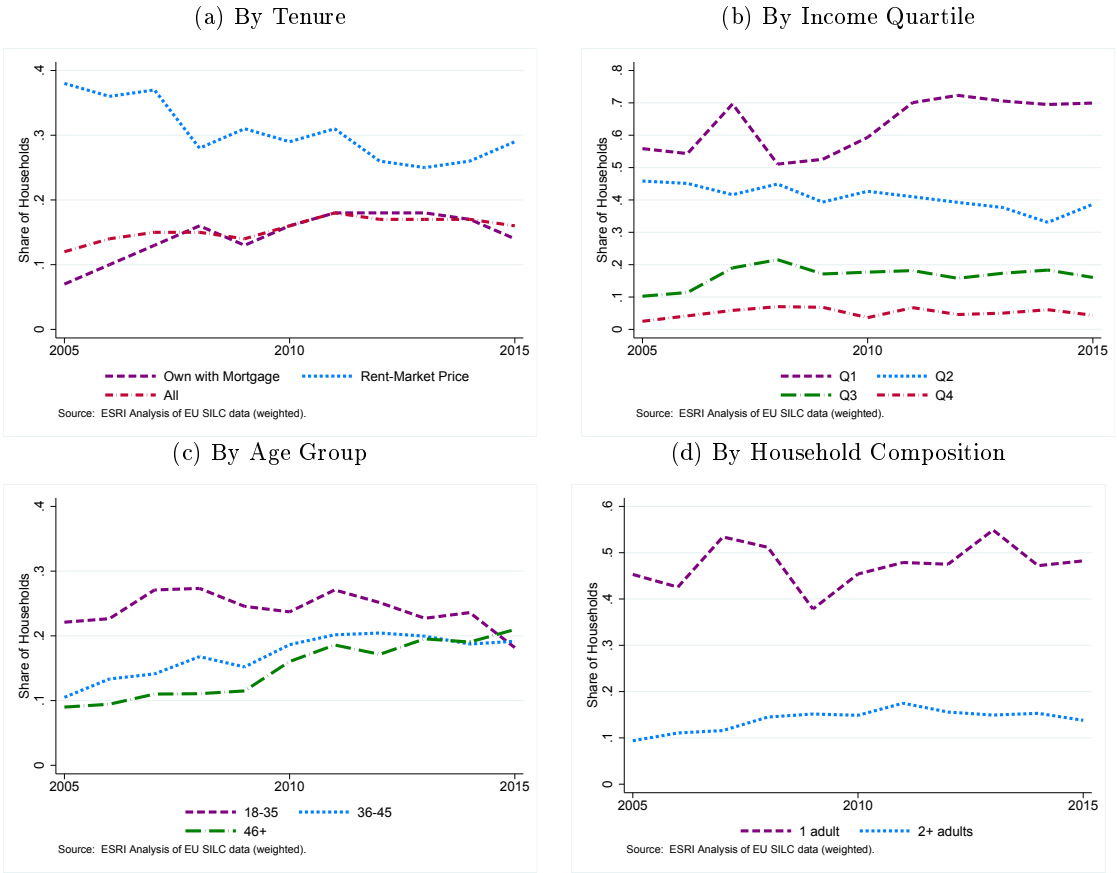 (a) By Tenure
.4
.3
.2
.1
0
Share of Households
2005 2010 2015
Own with Mortgage Rent-Market Price
All
Source: ESRI Analysis of EU SILC data (weighted).
(b) By Income Quartile
.8
.7
.6
.5
.4
.3
.2
.1
0
Share of Households
2005 2010 2015
Q1 Q2
Q3 Q4
Source: ESRI Analysis of EU SILC data (weighted).
(c) By Age Group
.4
.3
.2
.1
0
Share of Households
2005 2010 2015
18-35 36-45
46+
Source: ESRI Analysis of EU SILC data (weighted).
(d) By Household Composition
.6
.5
.4
.3
.2
.1
0
Share of Households
2005 2010 2015
1 adult 2+ adults
Source: ESRI Analysis of EU SILC data (weighted).